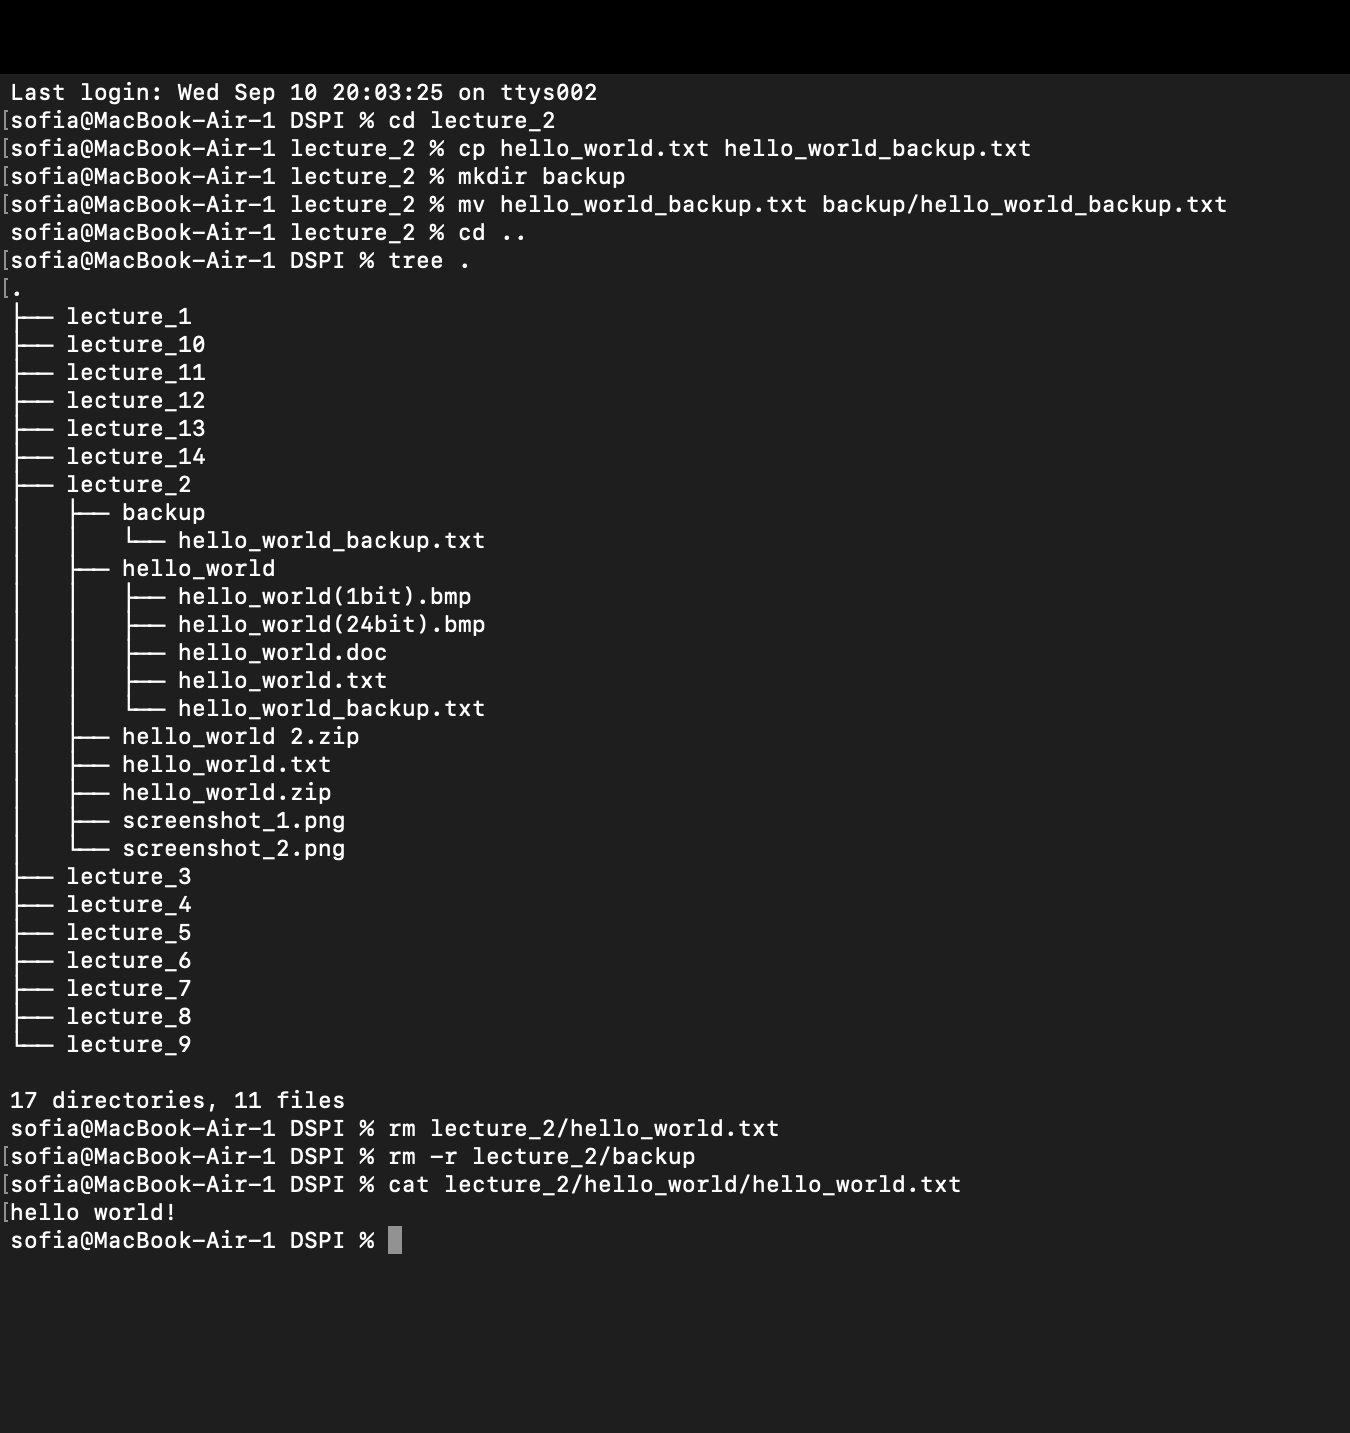 Last login: Wed Sep 10 20:03:25 on ttys002
[sofia@MacBook-Air-1 DSPI % cd lecture_2
[sofia@MacBook-Air-1 lecture_2 % cp hello_world.txt hello_world_backup.txt
[sofia@MacBook-Air-1 lecture_2 % mkdir backup
[sofia@MacBook-Air-1 lecture_2 % mv hello_world_backup.txt backup/hello_world_backup.txt
sofia@MacBook-Air-1 lecture_2 % cd ..
[sofia@MacBook-Air-1 DSPI % tree .
[.
├── lecture_1
├── lecture_10
├── lecture_11
├── lecture_12
├── lecture_13
├── lecture_14
├── lecture_2
│   ├── backup
│   │   └── hello_world_backup.txt
│   ├── hello_world
│   │   ├── hello_world(1bit).bmp
│   │   ├── hello_world(24bit).bmp
│   │   ├── hello_world.doc
│   │   ├── hello_world.txt
│   │   └── hello_world_backup.txt
│   ├── hello_world 2.zip
│   ├── hello_world.txt
│   ├── hello_world.zip
│   ├── screenshot_1.png
│   └── screenshot_2.png
├── lecture_3
├── lecture_4
├── lecture_5
├── lecture_6
├── lecture_7
├── lecture_8
└── lecture_9
17 directories, 11 files
sofia@MacBook-Air-1 DSPI % rm lecture_2/hello_world.txt
[sofia@MacBook-Air-1 DSPI % rm -r lecture_2/backup
[sofia@MacBook-Air-1 DSPI % cat lecture_2/hello_world/hello_world.txt
[hello world!
sofia@MacBook-Air-1 DSPI %